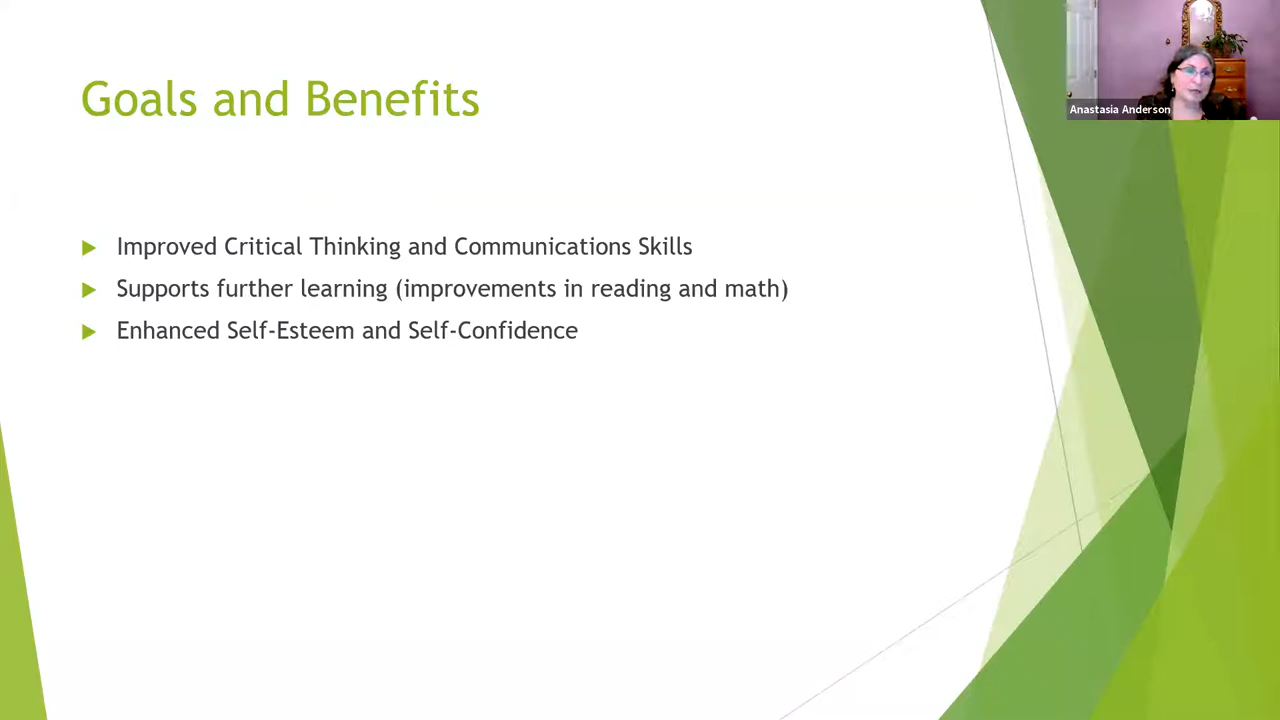 Goals and Benefits
Improved Critical Thinking and Communications Skills
Supports further learning (improvements in reading and math)
Enhanced Self-Esteem and Self-Confidence
Anastasia Anderson